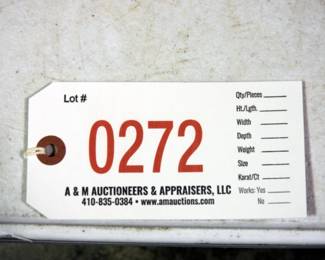 Lot #
0272
A & M AUCTIONEERS & APPRAISERS, LLC
410-835-0384 • www.amauctions.com
Qty/Pieces
Ht./Lgth.
Width
Depth
Weight
Size
Karat/Ct
Works: Yes
No